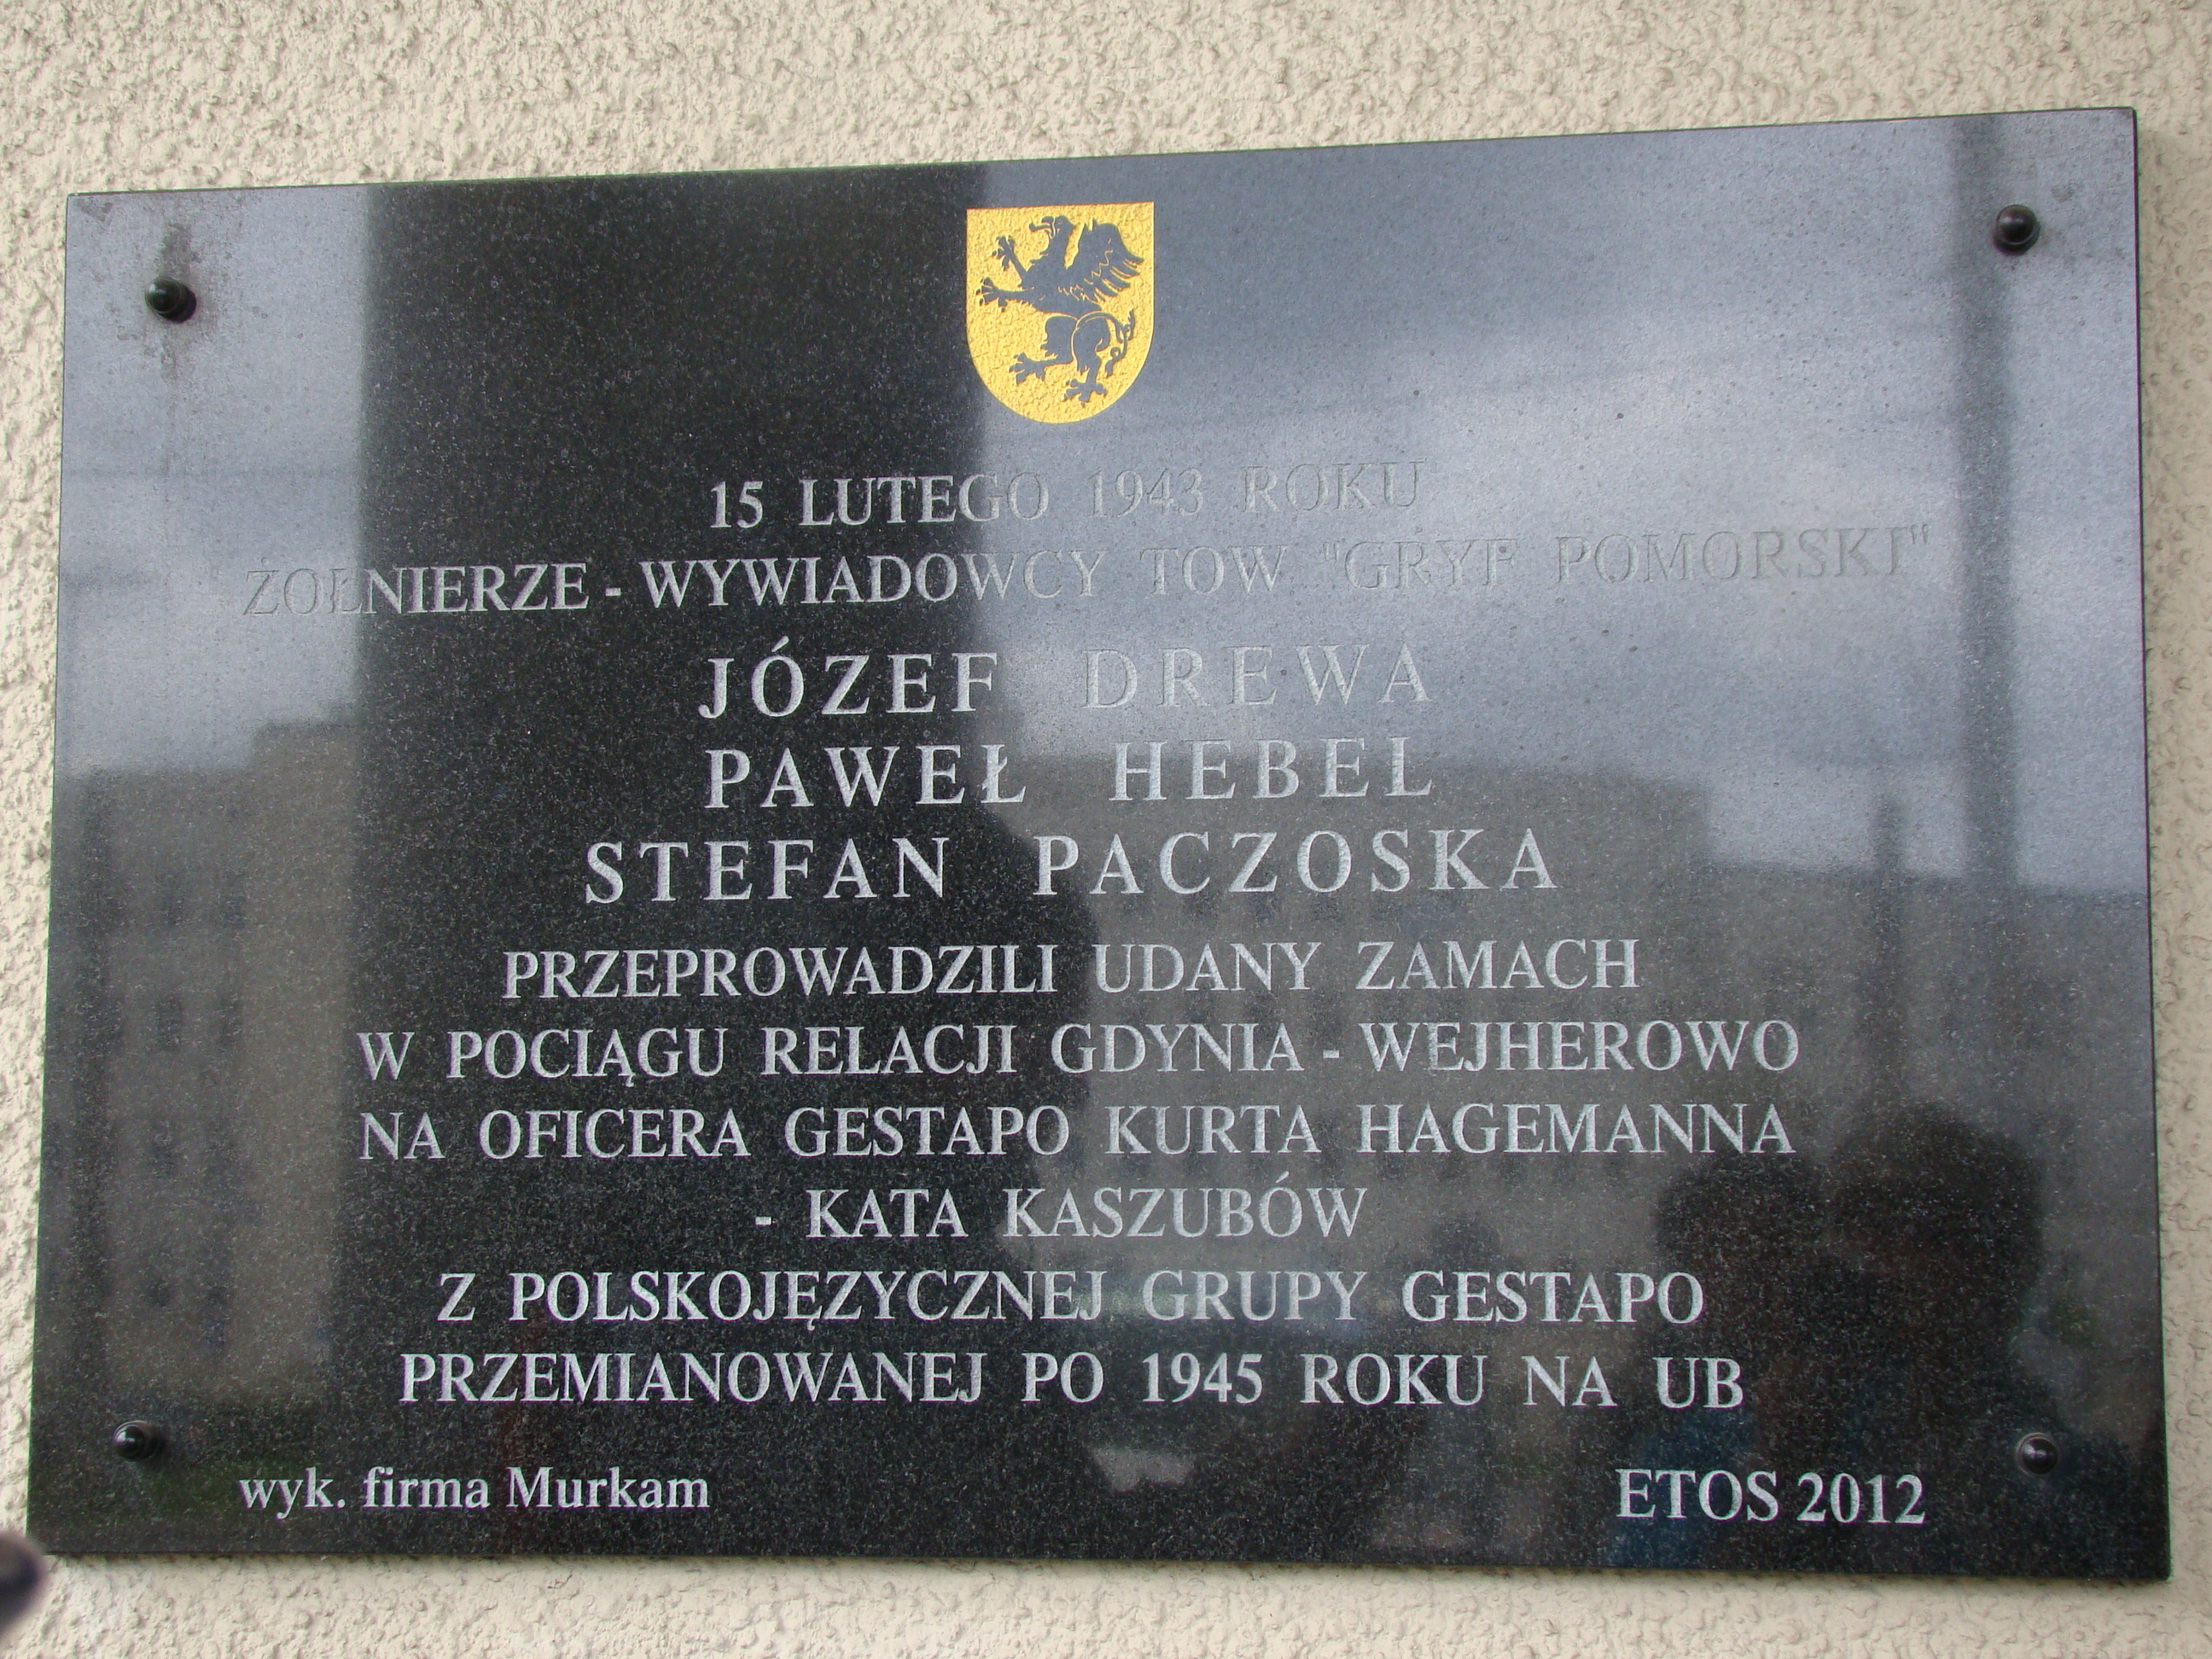 15 LUTEGO 1943 ROKU
ŻOŁNIERZE - WYWIADOWCY TOW "GRYF POMORSKI"
JÓZEF DREWA
PAWEŁ HEBEL
STEFAN PACZOSKA
PRZEPROWADZILI UDANY ZAMACH
W POCIĄGU RELACJI GDYNIA - WEJHEROWO
NA OFICERA GESTAPO KURTA HAGEMANNA
- KATA KASZUBÓW
Z POLSKOJĘZYCZNEJ GRUPY GESTAPO
PRZEMIANOWANEJ PO 1945 ROKU NA UB
wyk. firma Murkam
ETOS 2012